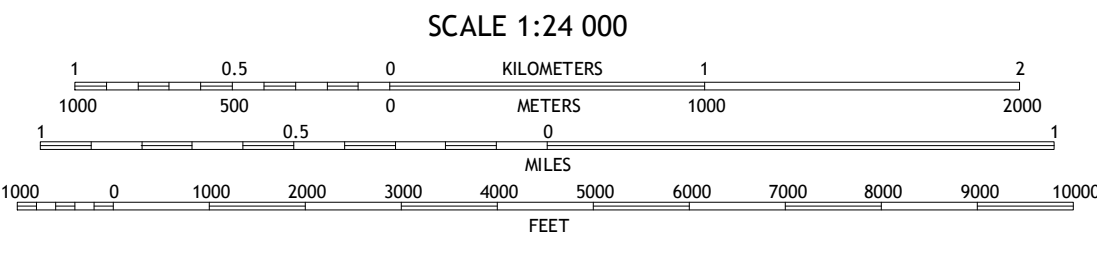 SCALE 1:24 000
1 0.5 0 KILOMETERS 1 2
1000 500 0 METERS 1000 2000
1 0.5 0 1
MILES
1000 0 1000 2000 3000 4000 5000 6000 7000 8000 9000 10000
FEET